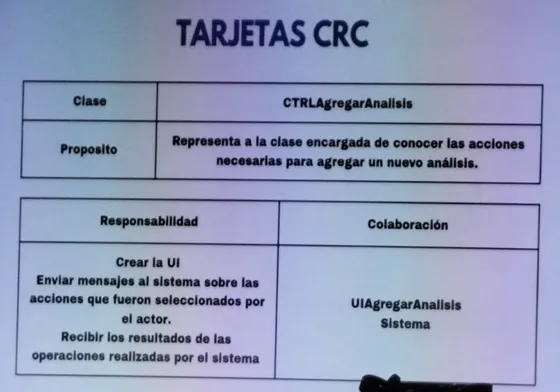 TARJETAS CRC
Clase
CTRLAgregarAnalisis
Proposito
Representa a la clase encargada de conocer las acciones
necesarias para agregar un nuevo análisis.
Responsabilidad
Colaboración
Crear la UI
Enviar mensajes al sistema sobre las
acciones que fueron seleccionados por
el actor.
Recibir los resultados de las
operaciones realizadas por el sistema
UIAgregarAnalisis
Sistema